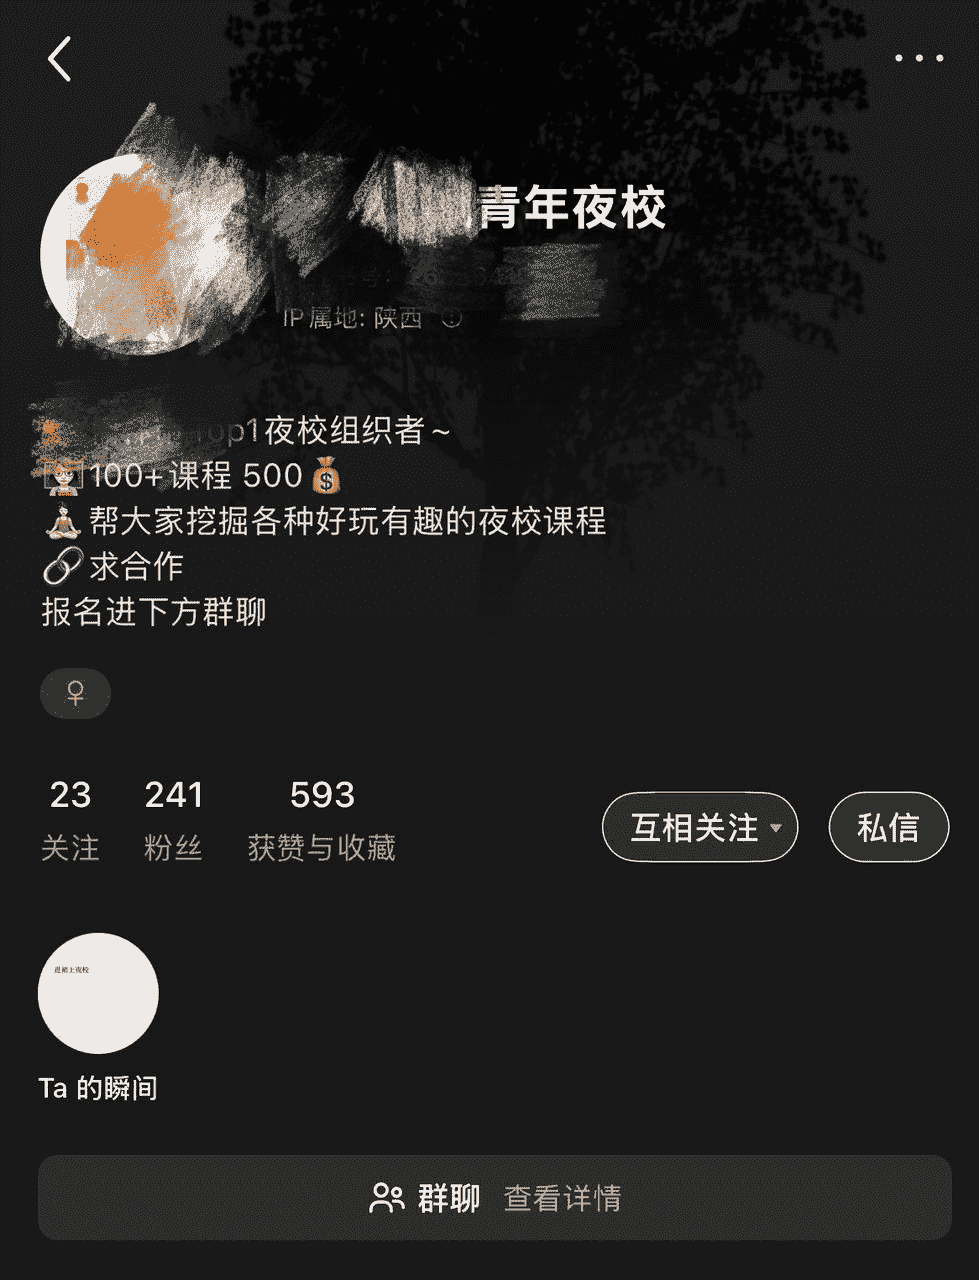 青年夜校
IP属地: 陕西
op1夜校组织者~
100+课程 500
帮大家挖掘各种好玩有趣的夜校课程
求合作
报名进下方群聊
23 241 593
关注 粉丝 获赞与收藏
互相关注 私信
Ta 的瞬间
群聊 查看详情